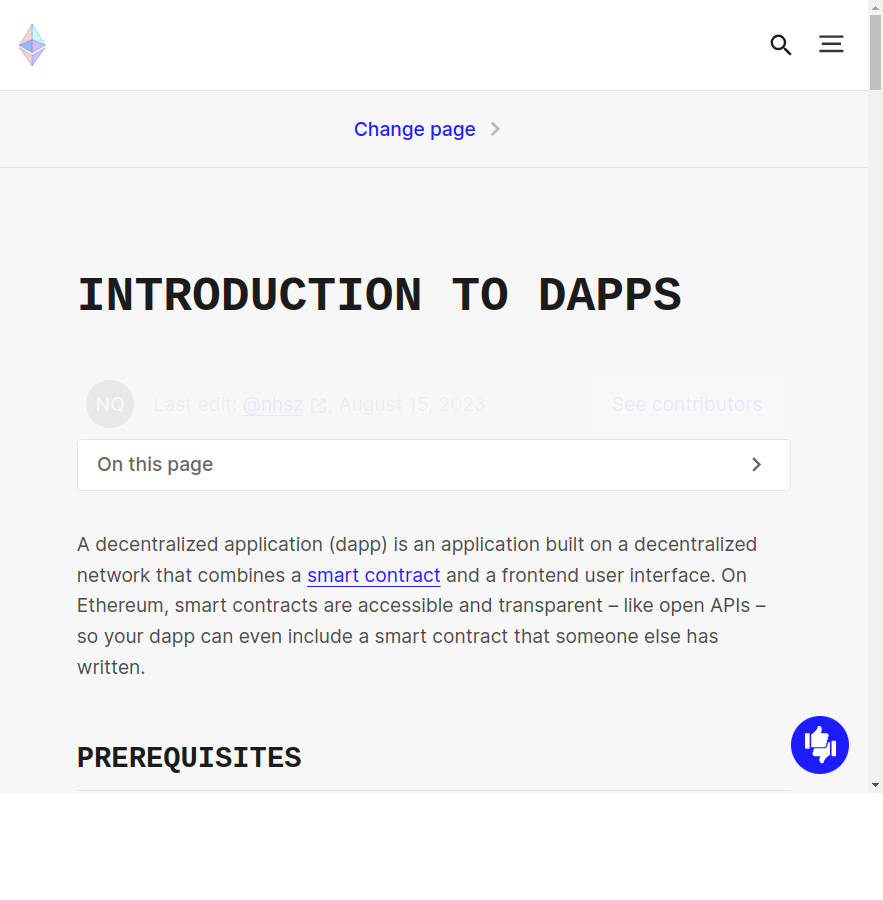 Change page
INTRODUCTION TO DAPPS
NQ Last edit: @nhsz , August 15, 2023 See contributors
On this page
A decentralized application (dapp) is an application built on a decentralized
network that combines a smart contract and a frontend user interface. On
Ethereum, smart contracts are accessible and transparent – like open APIs –
so your dapp can even include a smart contract that someone else has
written.
PREREQUISITES